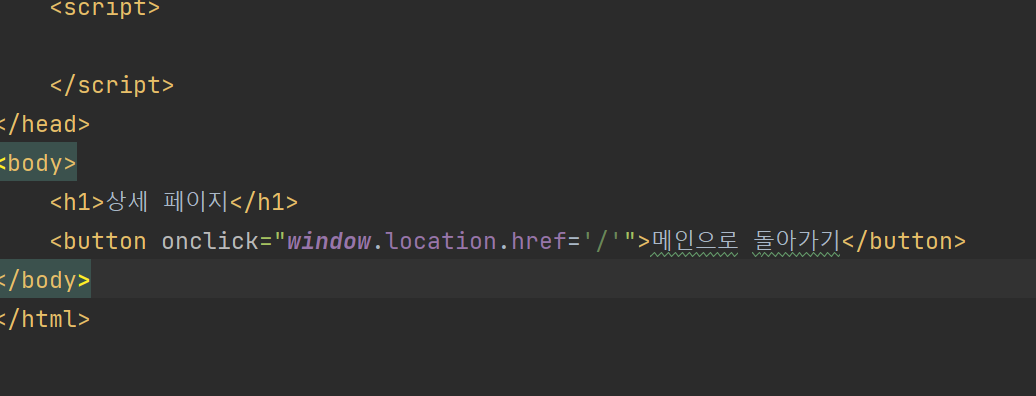 <script>
</script>
</head>
<body>
<h1>상세 페이지</h1>
<button onclick="window.location.href='/'">메인으로 돌아가기</button>
</body>
</html>